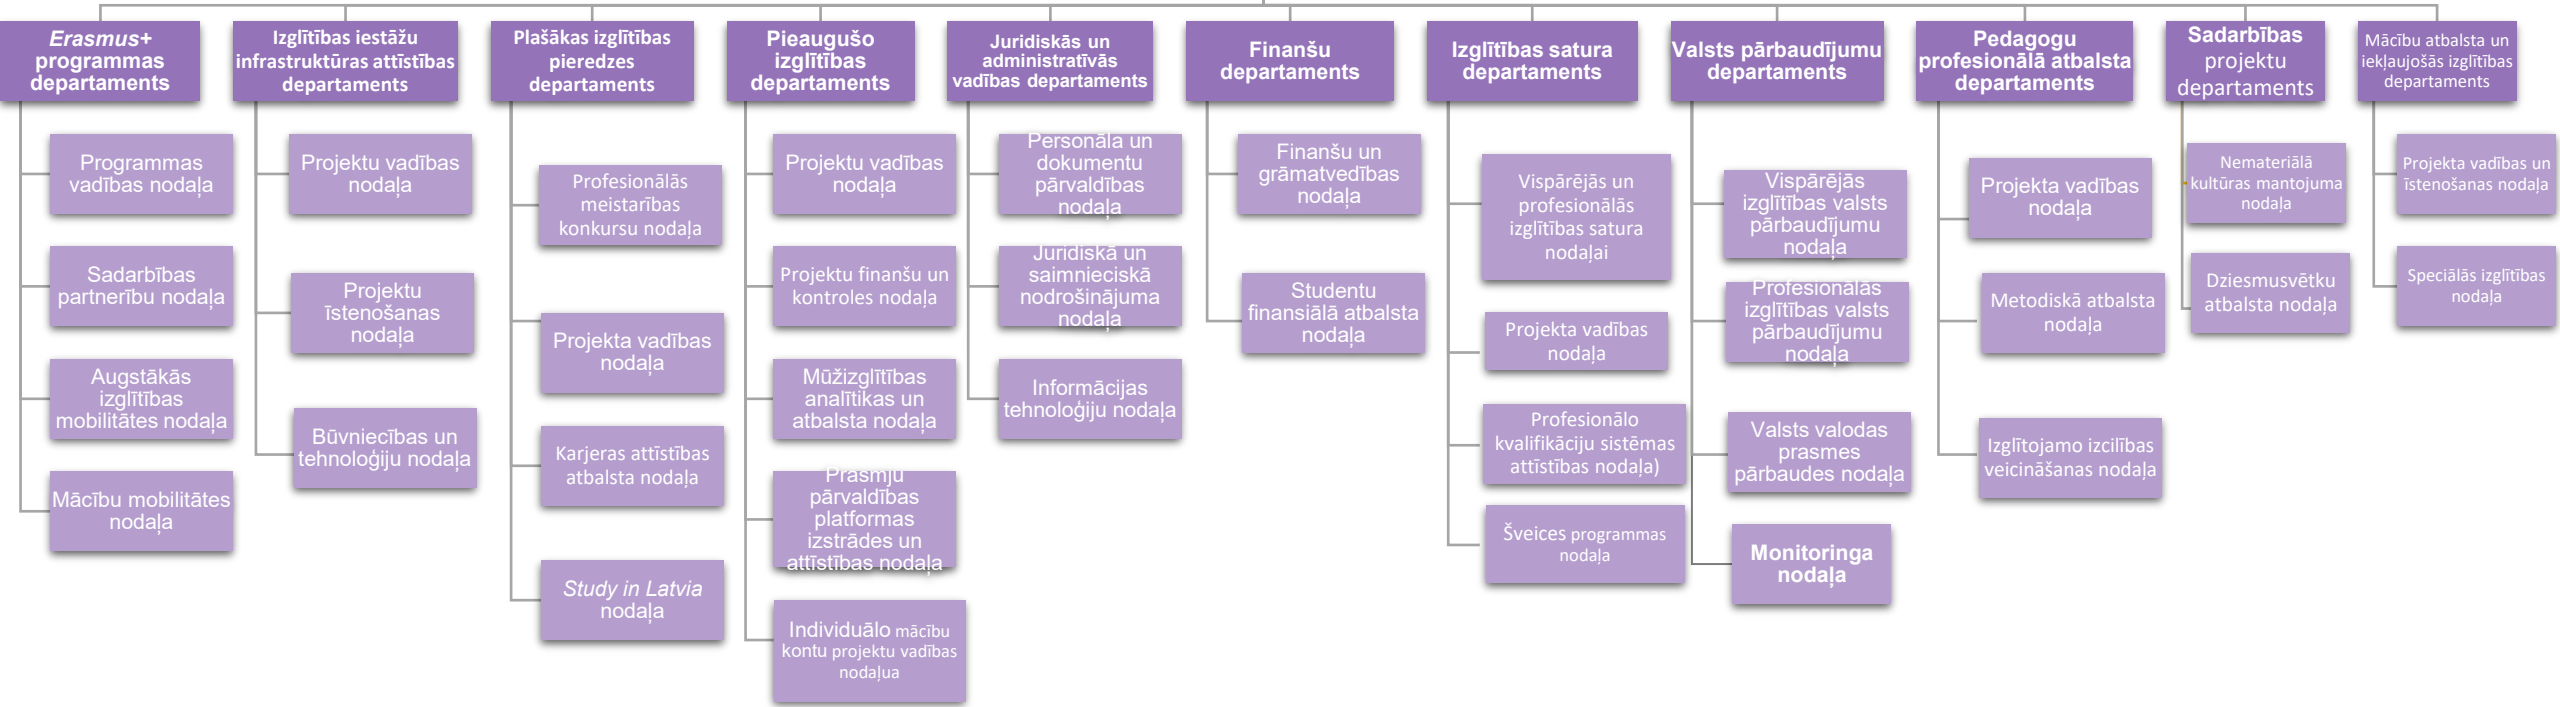 Erasmus+
programmas
departaments
Programmas
vadības nodaļa
Sadarbības
partnerību nodaļa
Augstākās
izglītības
mobilitātes nodaļa
Mācību mobilitātes
nodaļa
Izglītības iestāžu
infrastruktūras attīstības
departaments
Projektu vadības
nodaļa
Projektu
īstenošanas
nodaļa
Būvniecības un
tehnoloģiju nodaļa
Plašākas izglītības
pieredzes
departaments
Profesionālās
meistarības
konkursu nodaļa
Projekta vadības
nodaļa
Karjeras attīstības
atbalsta nodaļa
Study in Latvia
nodaļa
Pieaugušo
izglītības
departaments
Projektu vadības
nodaļa
Projektu finanšu un
kontroles nodaļa
Mūžizglītības
analītikas un
atbalsta nodaļa
Prasmju
pārvaldības
platformas
izstrādes un
attīstības nodaļa
Individuālo mācību
kontu projektu vadības
nodaļua
Juridiskās un
administratīvās
vadības departaments
Personāla un
dokumentu
pārvaldības
nodaļa
Juridiskā un
saimnieciskā
nodrošinājuma
nodaļa
Informācijas
tehnoloģiju nodaļa
Finanšu
departaments
Finanšu un
grāmatvedības
nodaļa
Studentu
finansiālā atbalsta
nodaļa
Izglītības satura
departaments
Vispārējās un
profesionālās
izglītības satura
nodaļai
Projekta vadības
nodaļa
Profesionālo
kvalifikāciju sistēmas
attīstības nodaļa)
Šveices programmas
nodaļa
Valsts pārbaudījumu
departaments
Vispārējās
izglītības valsts
pārbaudījumu
nodaļa
Profesionālās
izglītības valsts
pārbaudījumu
nodaļa
Valsts valodas
prasmes
pārbaudes nodaļa
Monitoringa
nodaļa
Pedagogu
profesionālā atbalsta
departaments
Projekta vadības
nodaļa
Metodiskā atbalsta
nodaļa
Izglītojamo izcilības
veicināšanas nodaļa
Sadarbības
projektu
departaments
Nemateriālā
kultūras mantojuma
nodaļa
Dziesmusvētku
atbalsta nodaļa
Mācību atbalsta un
iekļaujošās izglītības
departaments
Projekta vadības un
īstenošanas nodaļa
Speciālās izglītības
nodaļa